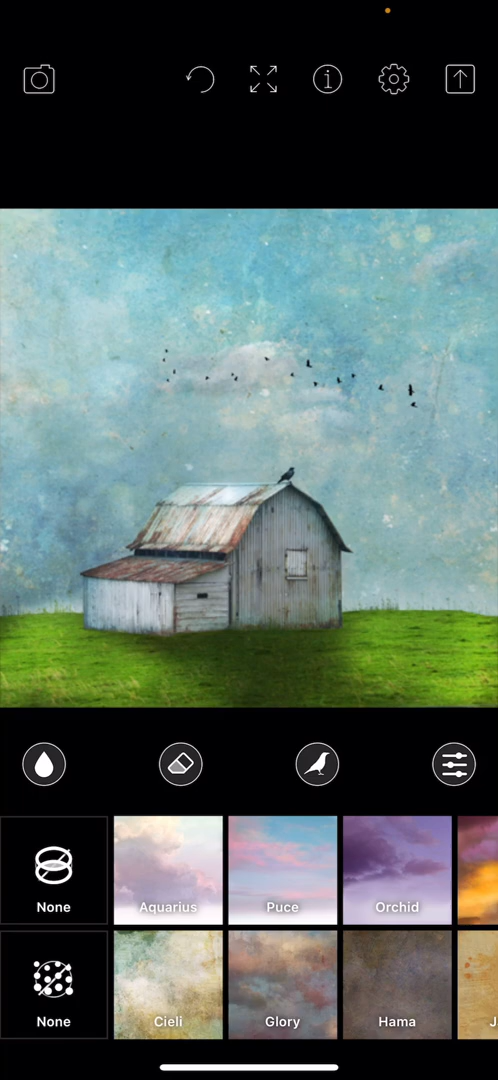 None
Aquarius
Puce
Orchid
None
Cieli
Glory
Hama
J